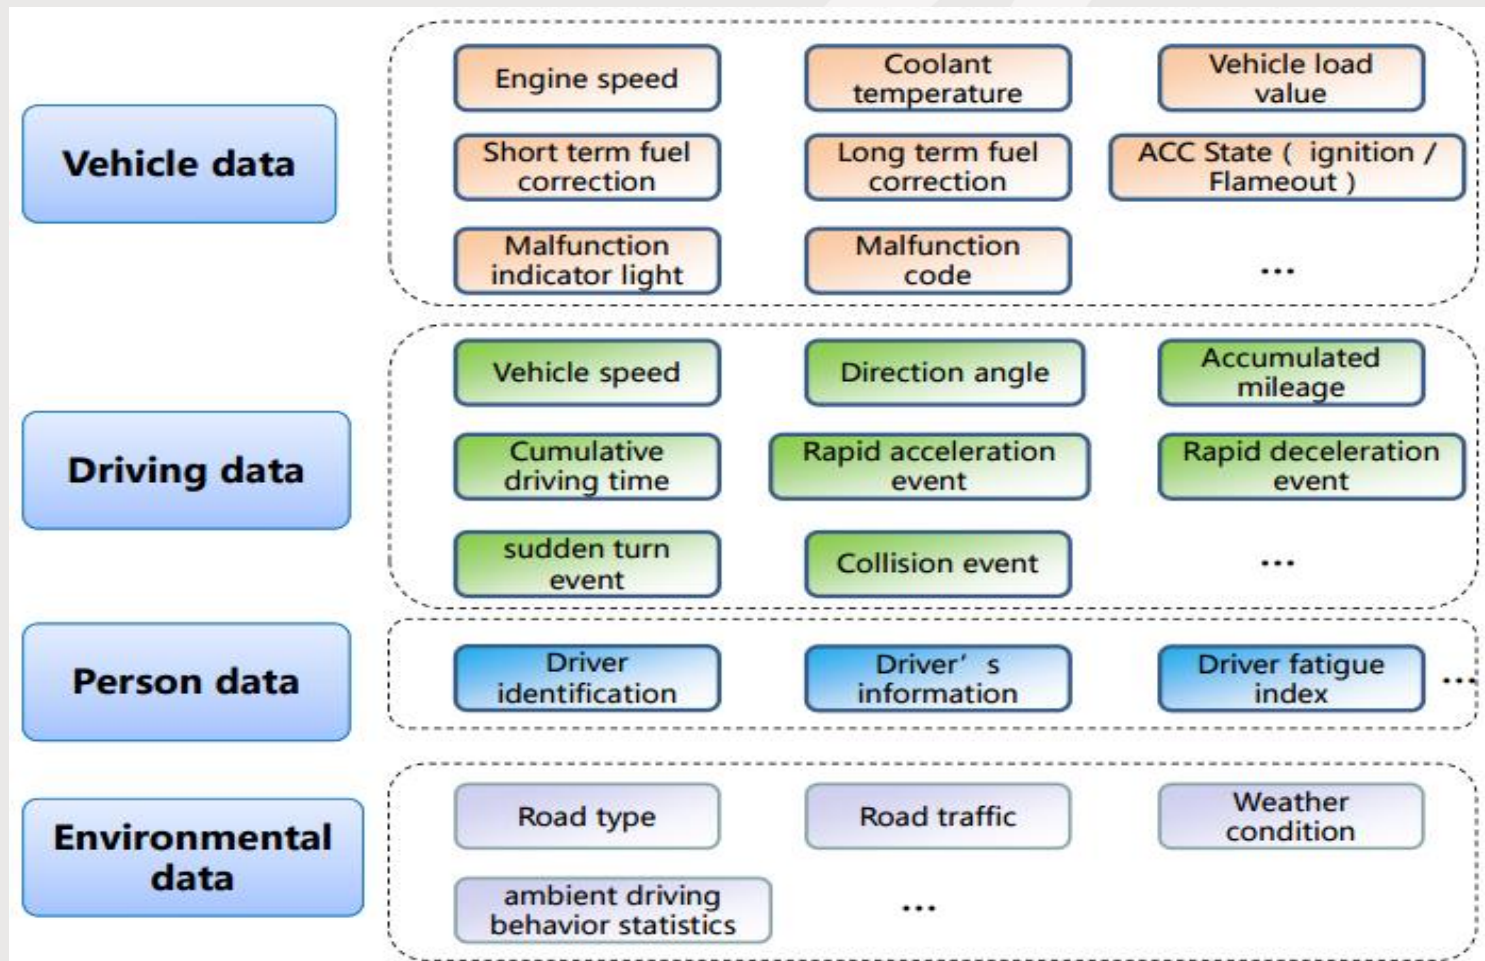 Vehicle data
Engine speed
Coolant
temperature
Vehicle load
value
Short term fuel
correction
Long term fuel
correction
ACC State ( ignition /
Flameout )
Malfunction
indicator light
Malfunction
code
...
Driving data
Vehicle speed
Direction angle
Accumulated
mileage
Cumulative
driving time
Rapid acceleration
event
Rapid deceleration
event
sudden turn
event
Collision event
...
Person data
Driver
identification
Driver’ s
information
Driver fatigue
index
...
Environmental
data
Road type
Road traffic
Weather
condition
ambient driving
behavior statistics
...